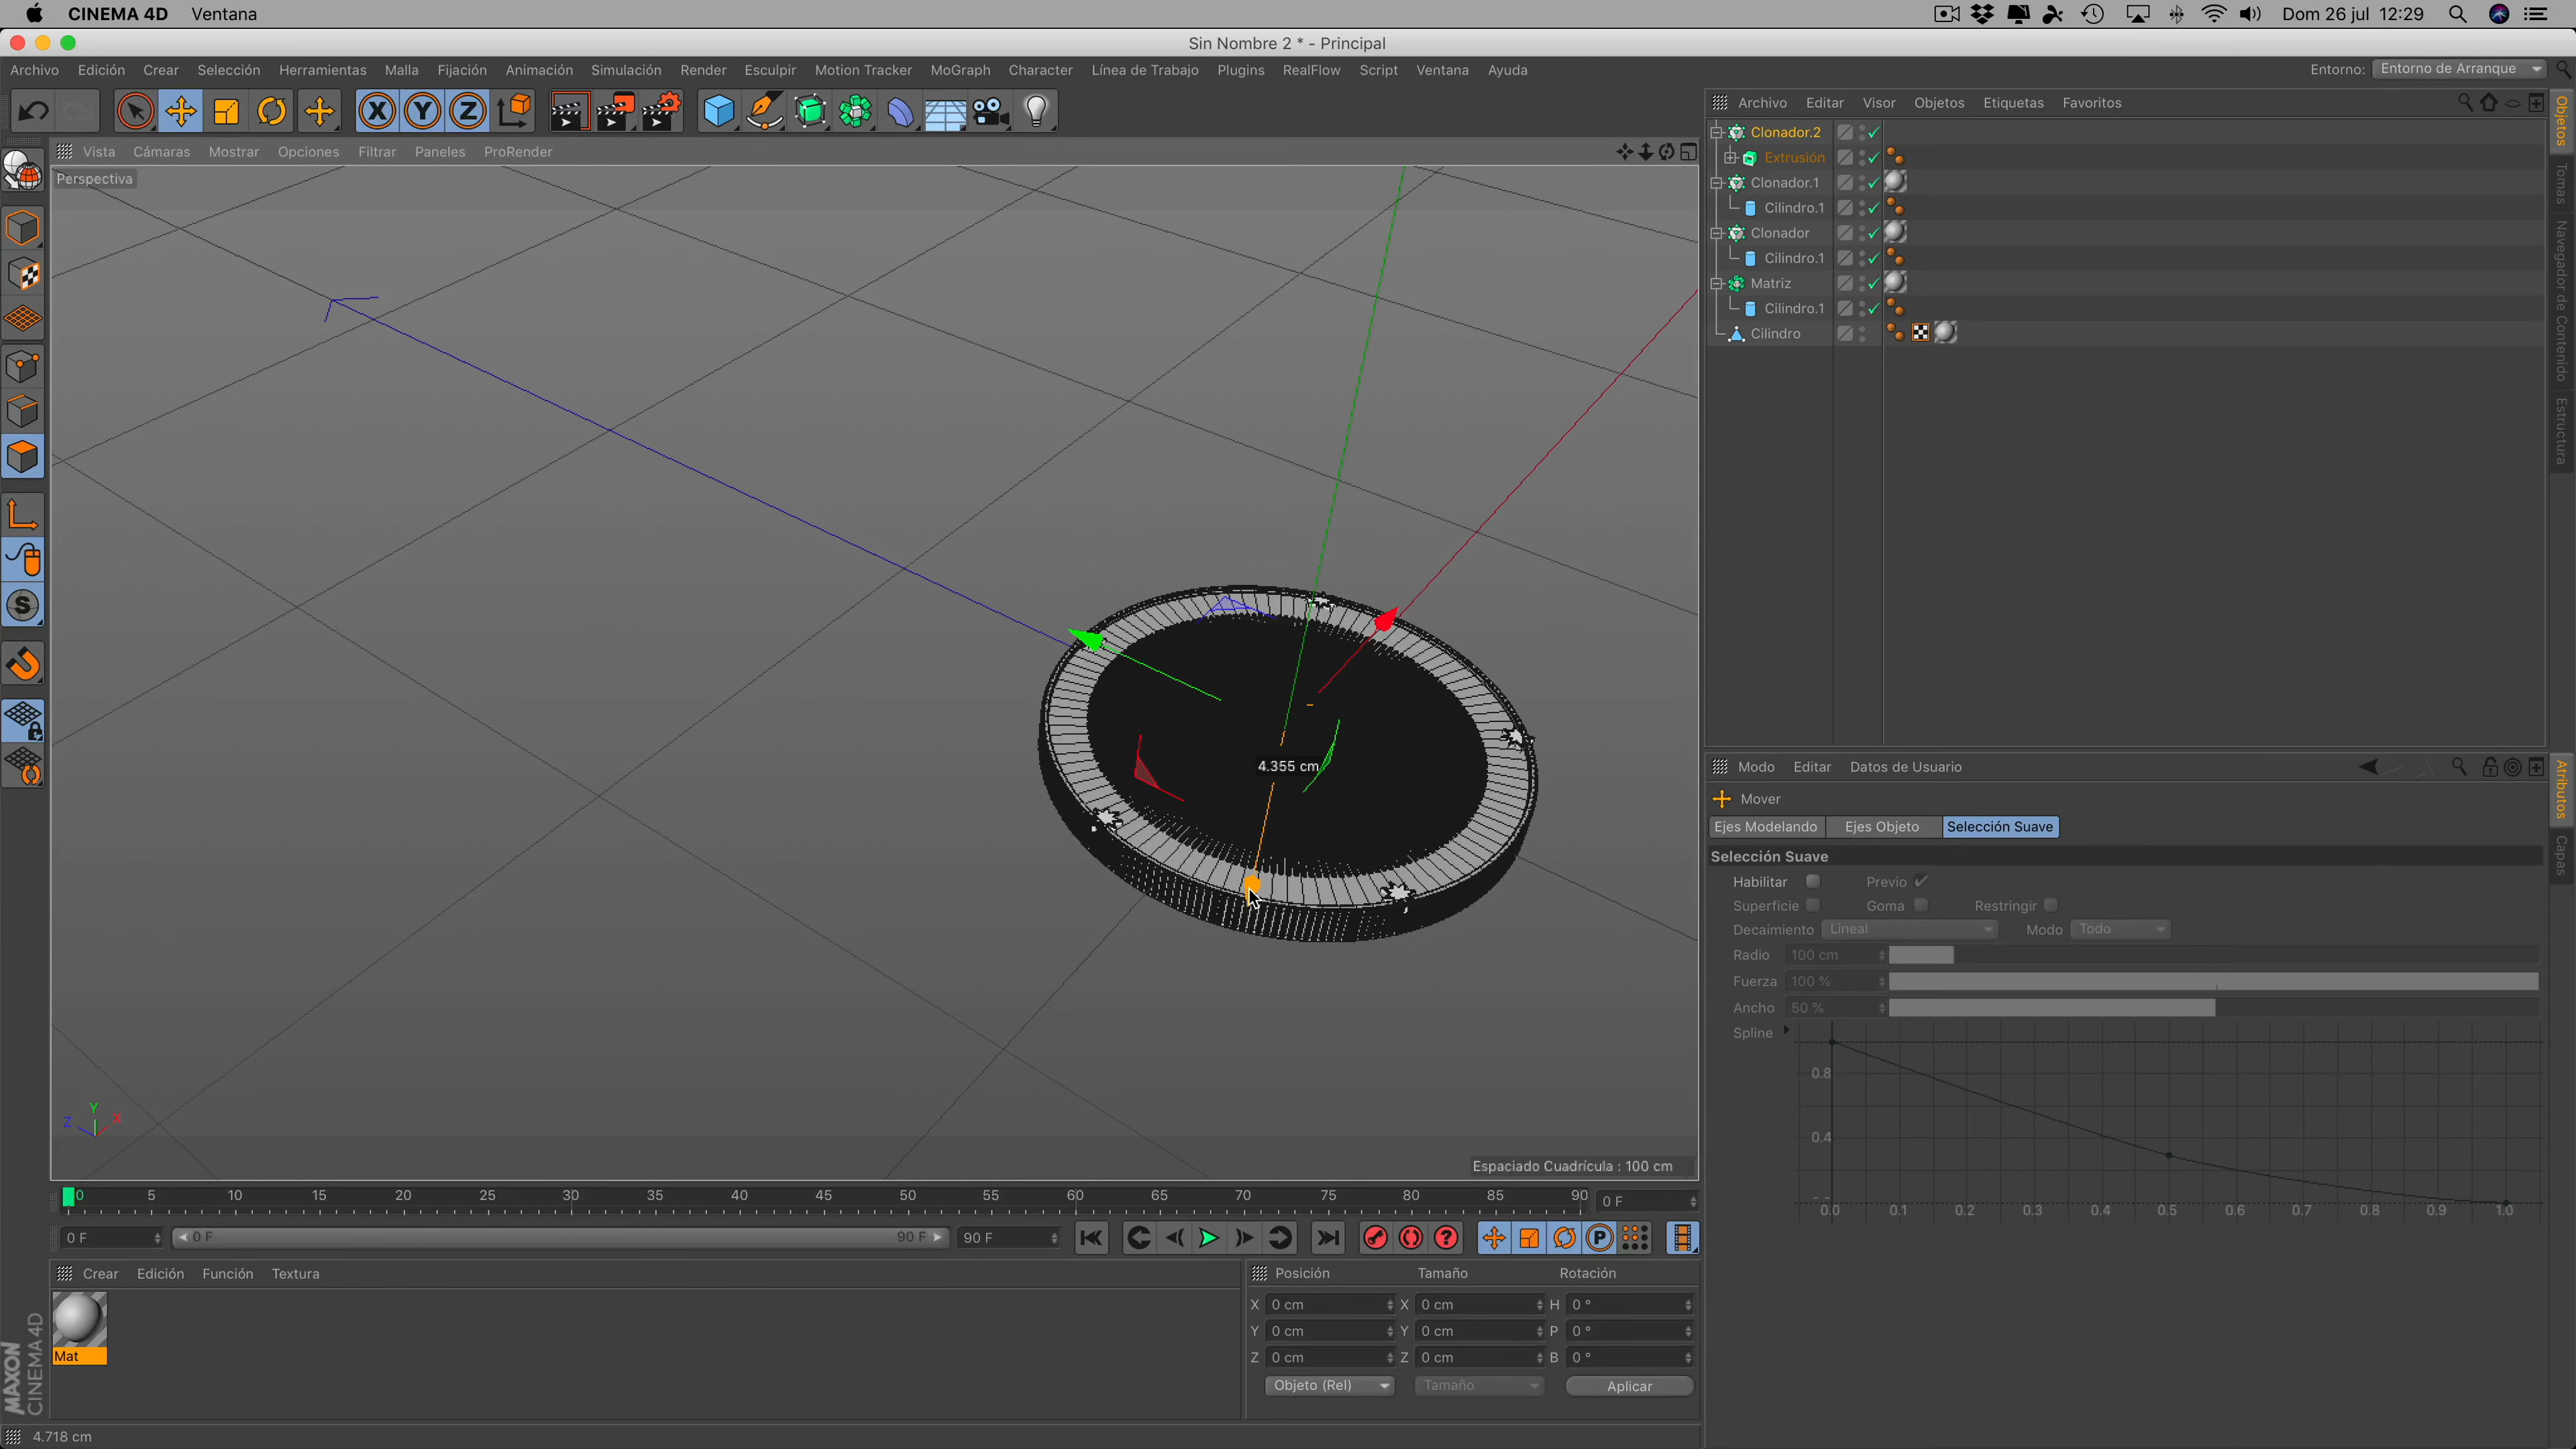 CINEMA 4D Ventana Dom 26 jul 12:29
Sin Nombre 2 * - Principal
Archivo Edición Crear Selección Herramientas Malla Fijación Animación Simulación Render Esculpir Motion Tracker MoGraph Character Línea de Trabajo Plugins RealFlow Script Ventana Ayuda Entorno: Entorno de Arranque
X Y Z
Archivo Editar Visor Objetos Etiquetas Favoritos
Vista Cámaras Mostrar Opciones Filtrar Paneles ProRender
Perspectiva
Clonador.2
Extrusión
Clonador.1
Cilindro.1
Clonador
Cilindro.1
Matriz
Cilindro.1
Cilindro
Objetos
Tomas
Navegador de Contenido
Estructura
S
4.355 cm
Y
Z X
Espaciado Cuadrícula : 100 cm
Modo Editar Datos de Usuario
Mover
Ejes Modelando Ejes Objeto Selección Suave
Selección Suave
Habilitar Previo
Superficie Goma Restringir
Decaimiento Lineal Modo Todo
Radio 100 cm
Fuerza 100 %
Ancho 50 %
Spline
0.8
0.4
0.0 0.1 0.2 0.3 0.4 0.5 0.6 0.7 0.8 0.9 1.0
Atributos
Capas
0 5 10 15 20 25 30 35 40 45 50 55 60 65 70 75 80 85 90 0 F
0 F 0 F 90 F 90 F
P
Crear Edición Función Textura
Mat
Posición Tamaño Rotación
X 0 cm X 0 cm H 0 °
Y 0 cm Y 0 cm P 0 °
Z 0 cm Z 0 cm B 0 °
Objeto (Rel) Tamaño Aplicar
MAXON
CINEMA 4D
4.718 cm